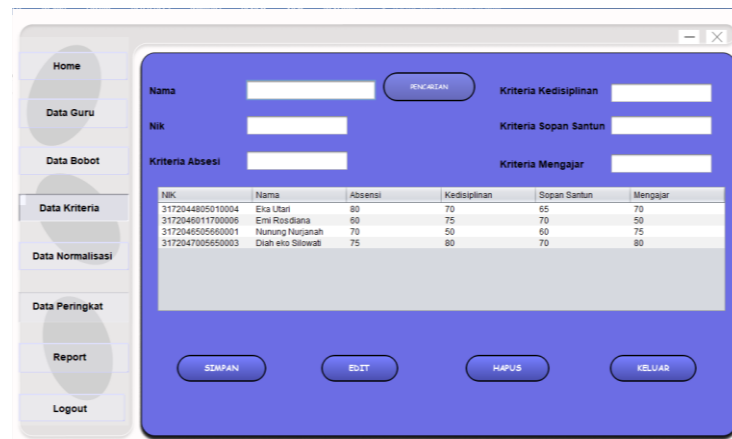 Home
Data Guru
Data Bobot
Data Kriteria
Data Normalisasi
Data Peringkat
Report
Logout
Nama
PENCARIAN
Kriteria Kedisiplinan
Nik
Kriteria Sopan Santun
Kriteria Absesi
Kriteria Mengajar
NIK Nama Absensi Kedisiplinan Sopan Santun Mengajar
3172044805010004 Eka Utari 80 70 65 70
3172046011700006 Emi Rosdiana 60 75 70 50
3172046505660001 Nunung Nurjanah 70 50 60 75
3172047005650003 Diah eko Silowati 75 80 70 80
SIMPAN EDIT HAPUS KELUAR